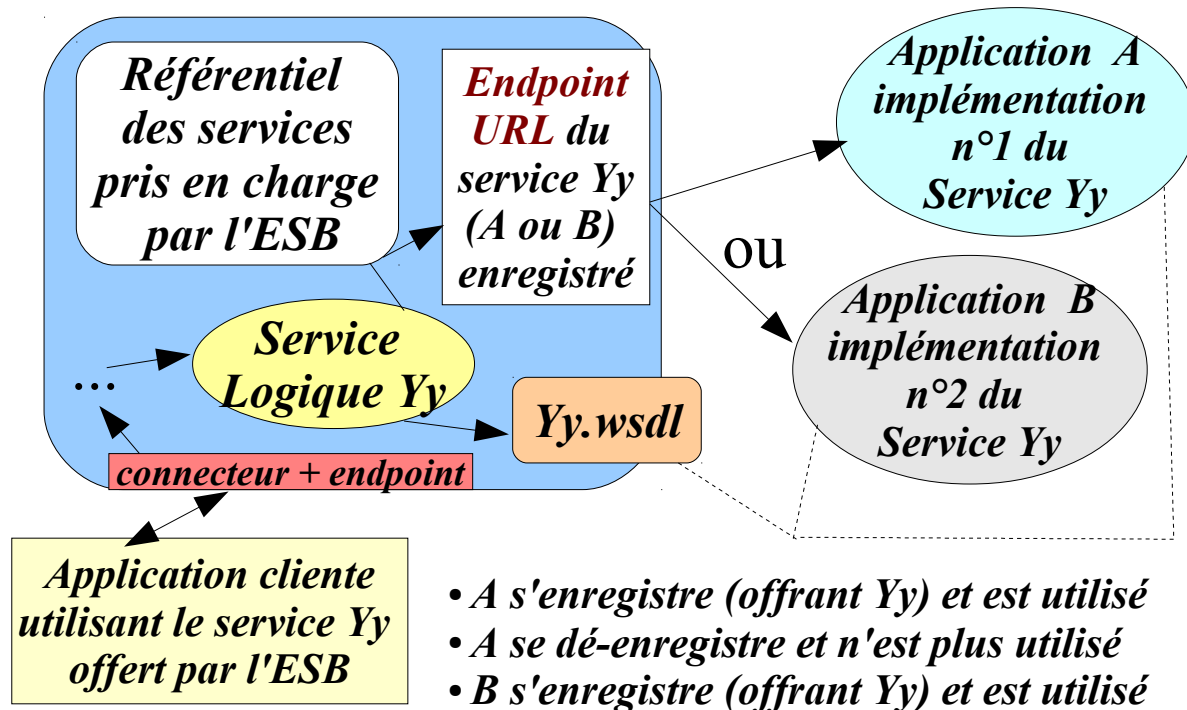 Référentiel
des services
pris en charge
par l'ESB
Endpoint
URL du
service Yy
(A ou B)
enregistré
Application A
implémentation
n°1 du
Service Yy
ou
Application B
implémentation
n°2 du
Service Yy
Service
Logique Yy
...
Yy.wsdl
connecteur + endpoint
Application cliente
utilisant le service Yy
offert par l'ESB
• A s'enregistre (offrant Yy) et est utilisé
• A se dé-enregistre et n'est plus utilisé
• B s'enregistre (offrant Yy) et est utilisé